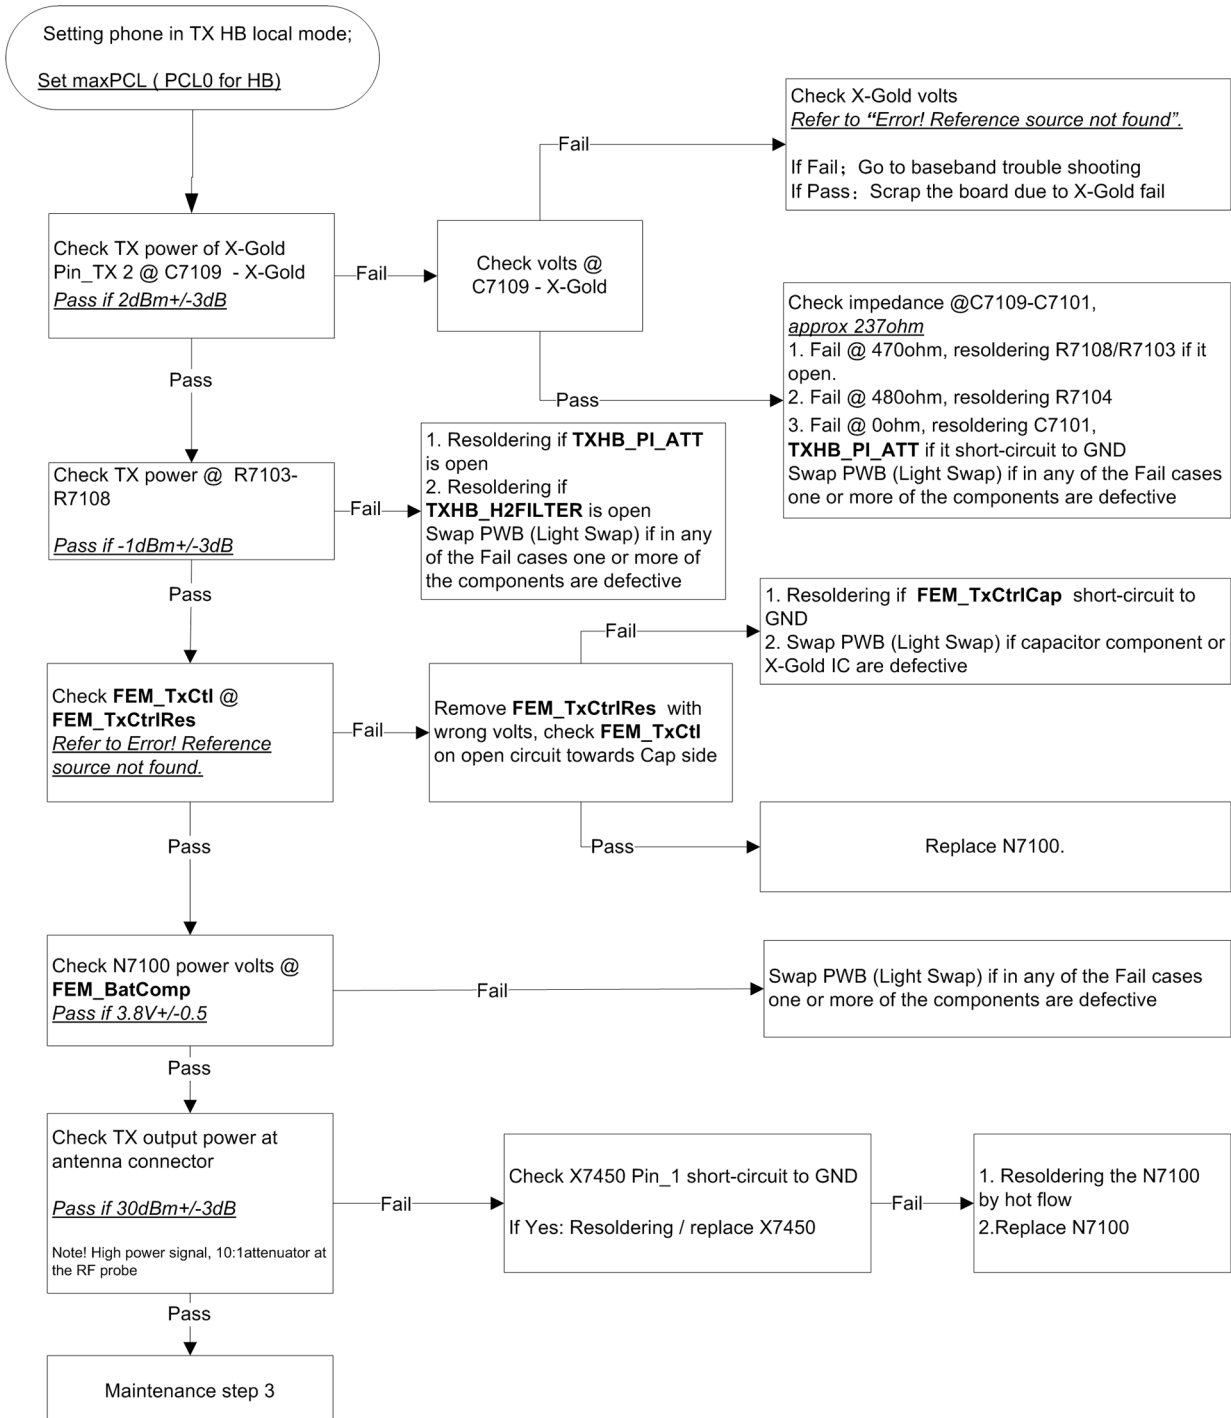 Setting phone in TX HB local mode;
Set maxPCL ( PCL0 for HB)
Check X-Gold volts
Refer to “Error! Reference source not found”.
If Fail；Go to baseband trouble shooting
If Pass：Scrap the board due to X-Gold fail
Fail
Check TX power of X-Gold
Pin_TX 2 @ C7109 - X-Gold
Pass if 2dBm+/-3dB
Fail
Check volts @
C7109 - X-Gold
Check impedance @C7109-C7101,
approx 237ohm
1. Fail @ 470ohm, resoldering R7108/R7103 if it
open.
2. Fail @ 480ohm, resoldering R7104
3. Fail @ 0ohm, resoldering C7101,
TXHB_PI_ATT if it short-circuit to GND
Swap PWB (Light Swap) if in any of the Fail cases
one or more of the components are defective
Pass
Pass
Check TX power @ R7103-
R7108
Pass if -1dBm+/-3dB
Fail
1. Resoldering if TXHB_PI_ATT
is open
2. Resoldering if
TXHB_H2FILTER is open
Swap PWB (Light Swap) if in any
of the Fail cases one or more of
the components are defective
Pass
1. Resoldering if FEM_TxCtrlCap short-circuit to
GND
2. Swap PWB (Light Swap) if capacitor component or
X-Gold IC are defective
Fail
Check FEM_TxCtl @
FEM_TxCtrlRes
Refer to Error! Reference
source not found.
Fail
Remove FEM_TxCtrlRes with
wrong volts, check FEM_TxCtl
on open circuit towards Cap side
Pass
Pass
Replace N7100.
Check N7100 power volts @
FEM_BatComp
Pass if 3.8V+/-0.5
Fail
Swap PWB (Light Swap) if in any of the Fail cases
one or more of the components are defective
Pass
Check TX output power at
antenna connector
Pass if 30dBm+/-3dB
Note! High power signal, 10:1attenuator at
the RF probe
Fail
Check X7450 Pin_1 short-circuit to GND
If Yes: Resoldering / replace X7450
Fail
1. Resoldering the N7100
by hot flow
2.Replace N7100
Pass
Maintenance step 3